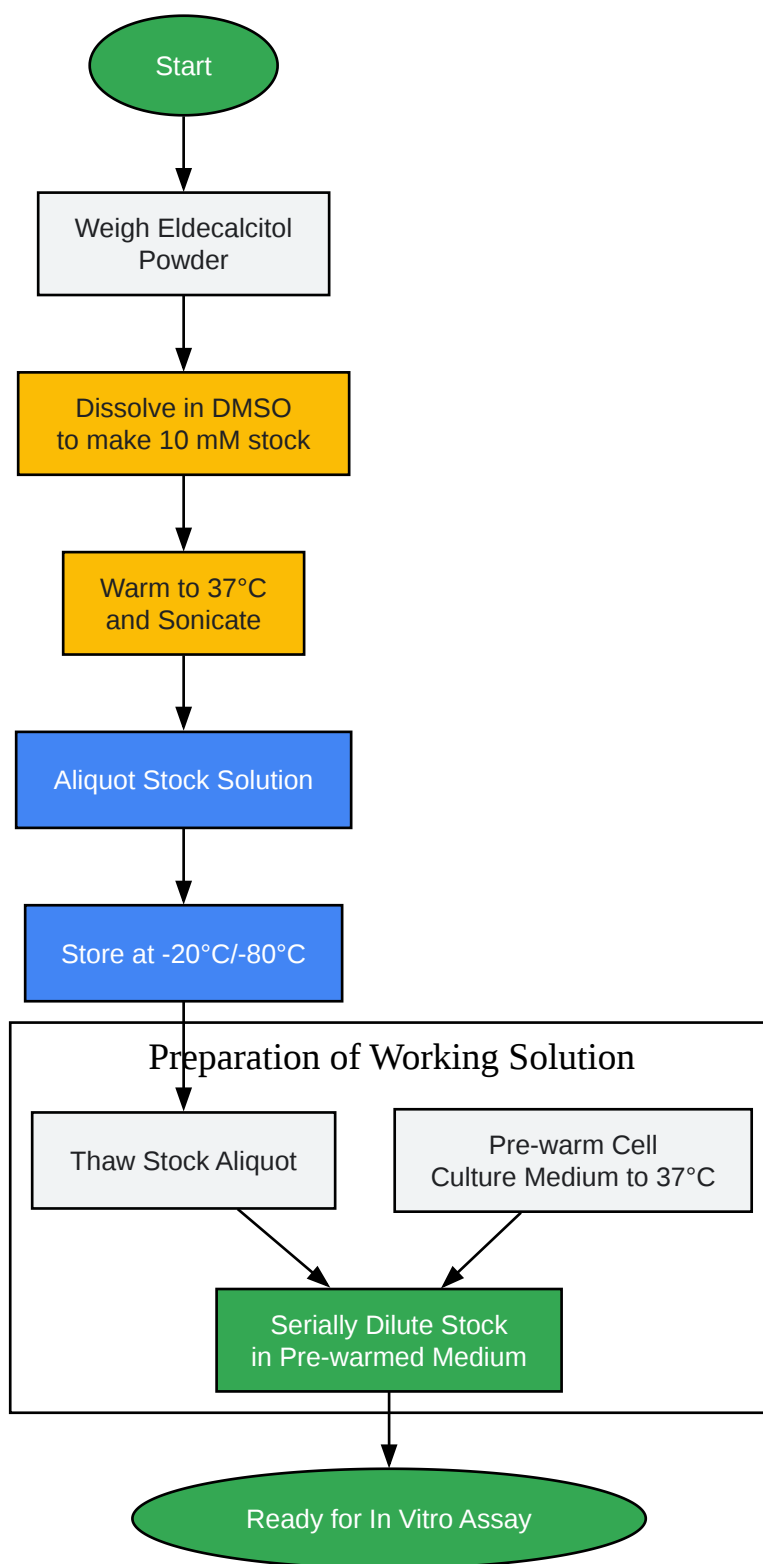 Start
Weigh Eldecalcitol
Powder
Dissolve in DMSO
to make 10 mM stock
Warm to 37°C
and Sonicate
Aliquot Stock Solution
Store at -20°C/-80°C
Preparation of Working Solution
Thaw Stock Aliquot
Pre-warm Cell
Culture Medium to 37°C
Serially Dilute Stock
in Pre-warmed Medium
Ready for In Vitro Assay